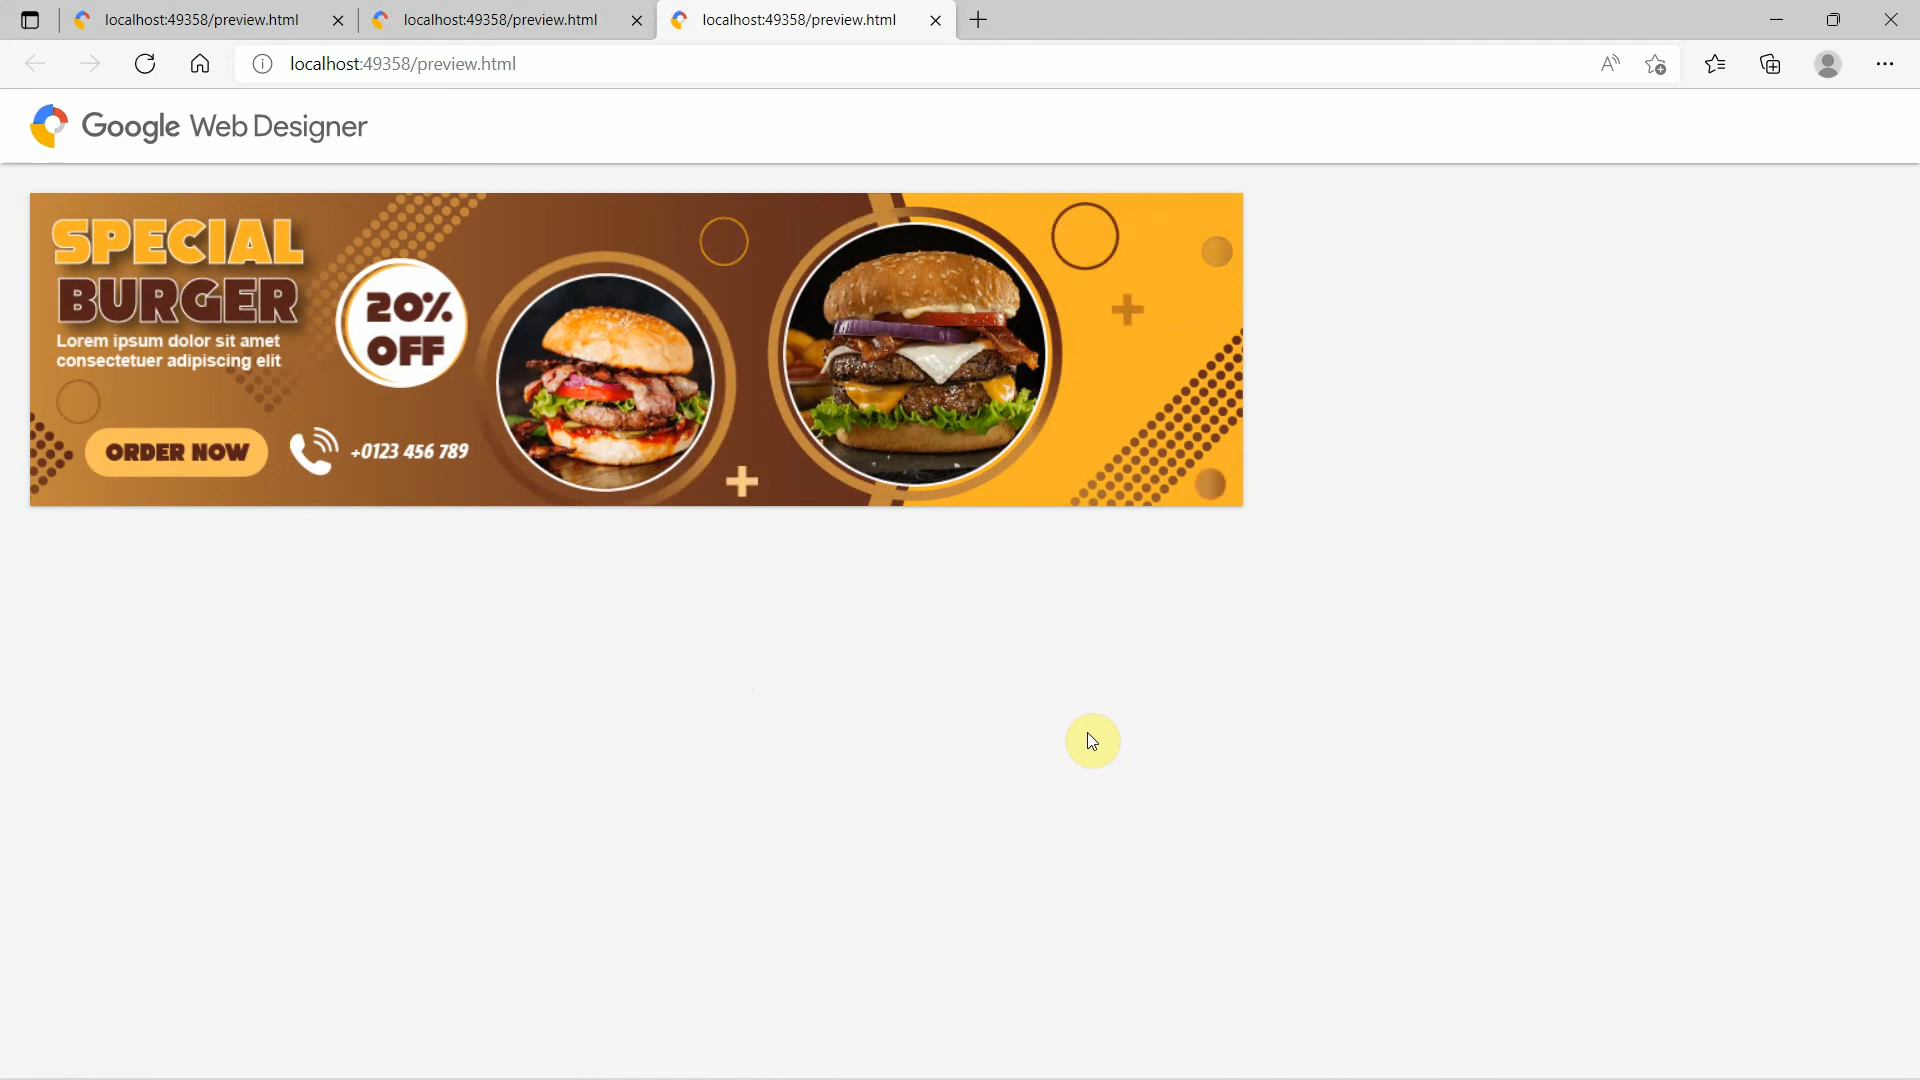 localhost:49358/preview.html
localhost:49358/preview.html
localhost:49358/preview.html
localhost:49358/preview.html
Google Web Designer
SPECIAL
BURGER
Lorem ipsum dolor sit amet
consectetuer adipiscing elit
20%
OFF
ORDER NOW
+0123 456 789